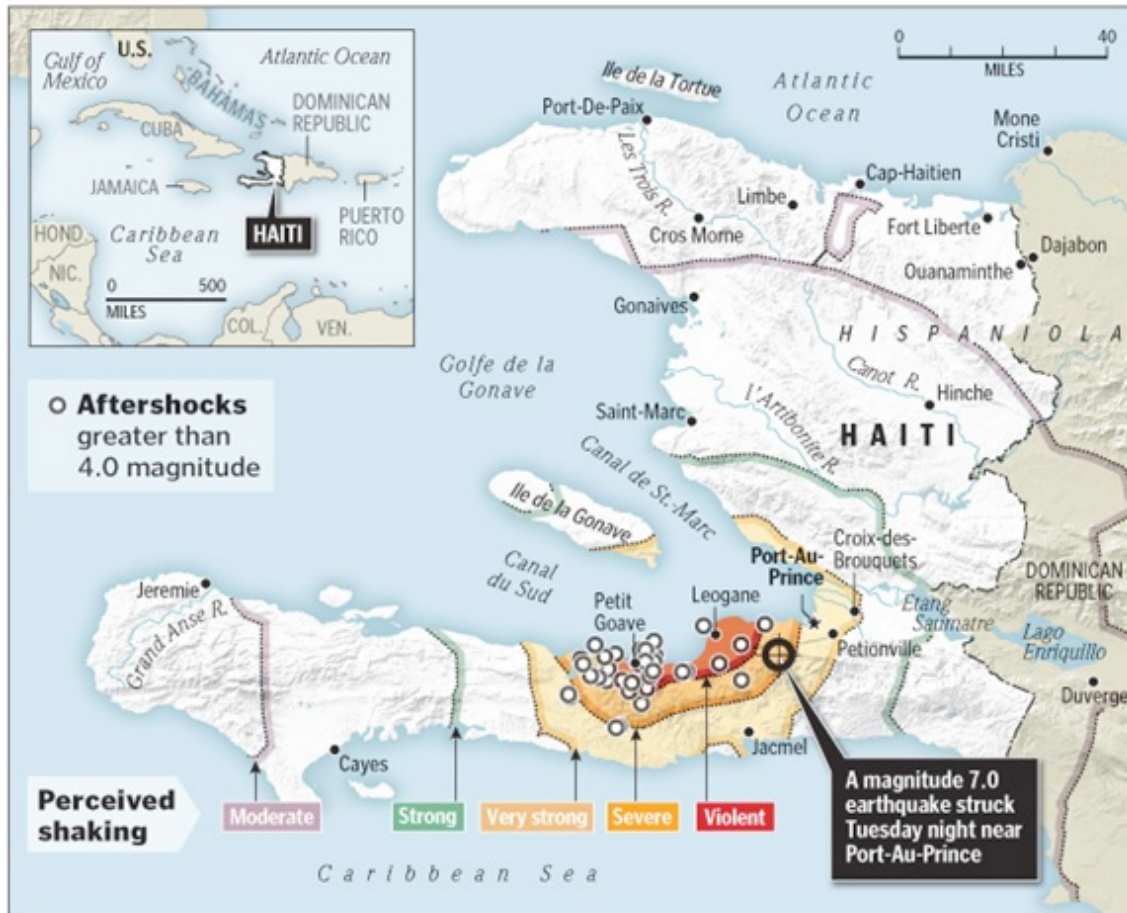 U.S.
Gulf of
Mexico
Atlantic Ocean
BAHAMAS
DOMINICAN
REPUBLIC
CUBA
JAMAICA
PUERTO
RICO
HAITI
HOND.
NIC.
Caribbean
Sea
0 500
MILES
COL.
VEN.
0 40
MILES
Ile de la Tortue
Atlantic
Ocean
Port-De-Paix
Mone
Cristi
Les Trois R.
Cap-Haitien
Limbe
Cros Morne
Fort Liberte
Dajabon
Ouanaminthe
Gonaives
HISPANIOLA
Golfe de la
Gonave
Canot R.
Hinche
Saint-Marc
l'Artibonite R.
HAITI
Aftershocks
greater than
4.0 magnitude
Canal de St.-Marc
Ile de la Gonave
Canal
du Sud
Port-Au-
Prince
Croix-des-
Brouquets
DOMINICAN
REPUBLIC
Jeremie
Grand Anse R.
Petit
Goave
Leogane
Etang
Saumatre
Lago
Enriquillo
Petionville
Duverge
Cayes
Jacmel
Perceived
shaking
Moderate
Strong
Very strong
Severe
Violent
A magnitude 7.0
earthquake struck
Tuesday night near
Port-Au-Prince
Caribbean Sea